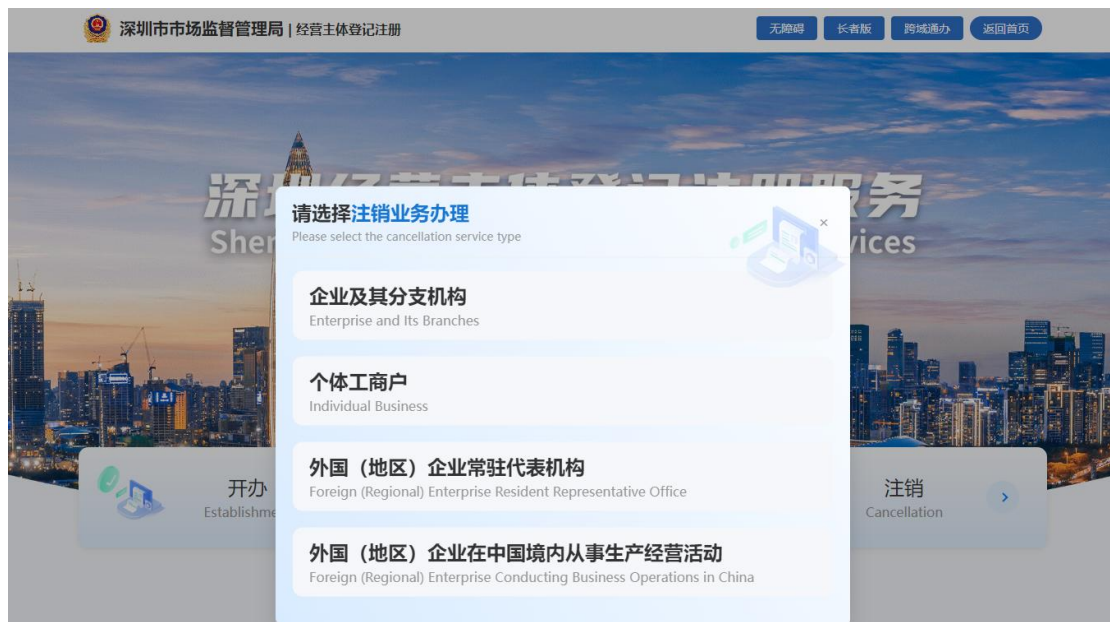 深圳市市场监督管理局 | 经营主体登记注册
无障碍
长者版
跨域通办
返回首页
请选择注销业务办理
Please select the cancellation service type
企业及其分支机构
Enterprise and Its Branches
个体工商户
Individual Business
外国（地区）企业常驻代表机构
Foreign (Regional) Enterprise Resident Representative Office
外国（地区）企业在中国境内从事生产经营活动
Foreign (Regional) Enterprise Conducting Business Operations in China
开办
注销
Cancellation